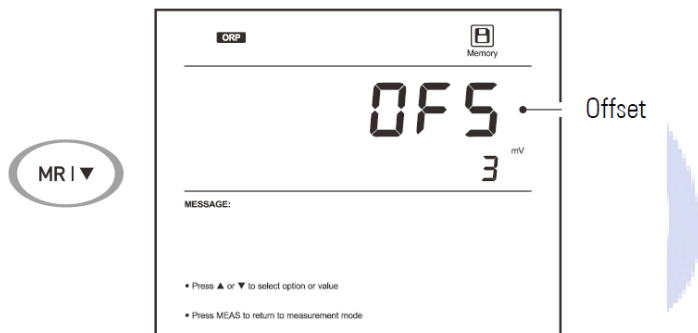 ORP
Memory
OFS
Offset
mV
3
MR | ▼
MESSAGE:
• Press ▲ or ▼ to select option or value
• Press MEAS to return to measurement mode